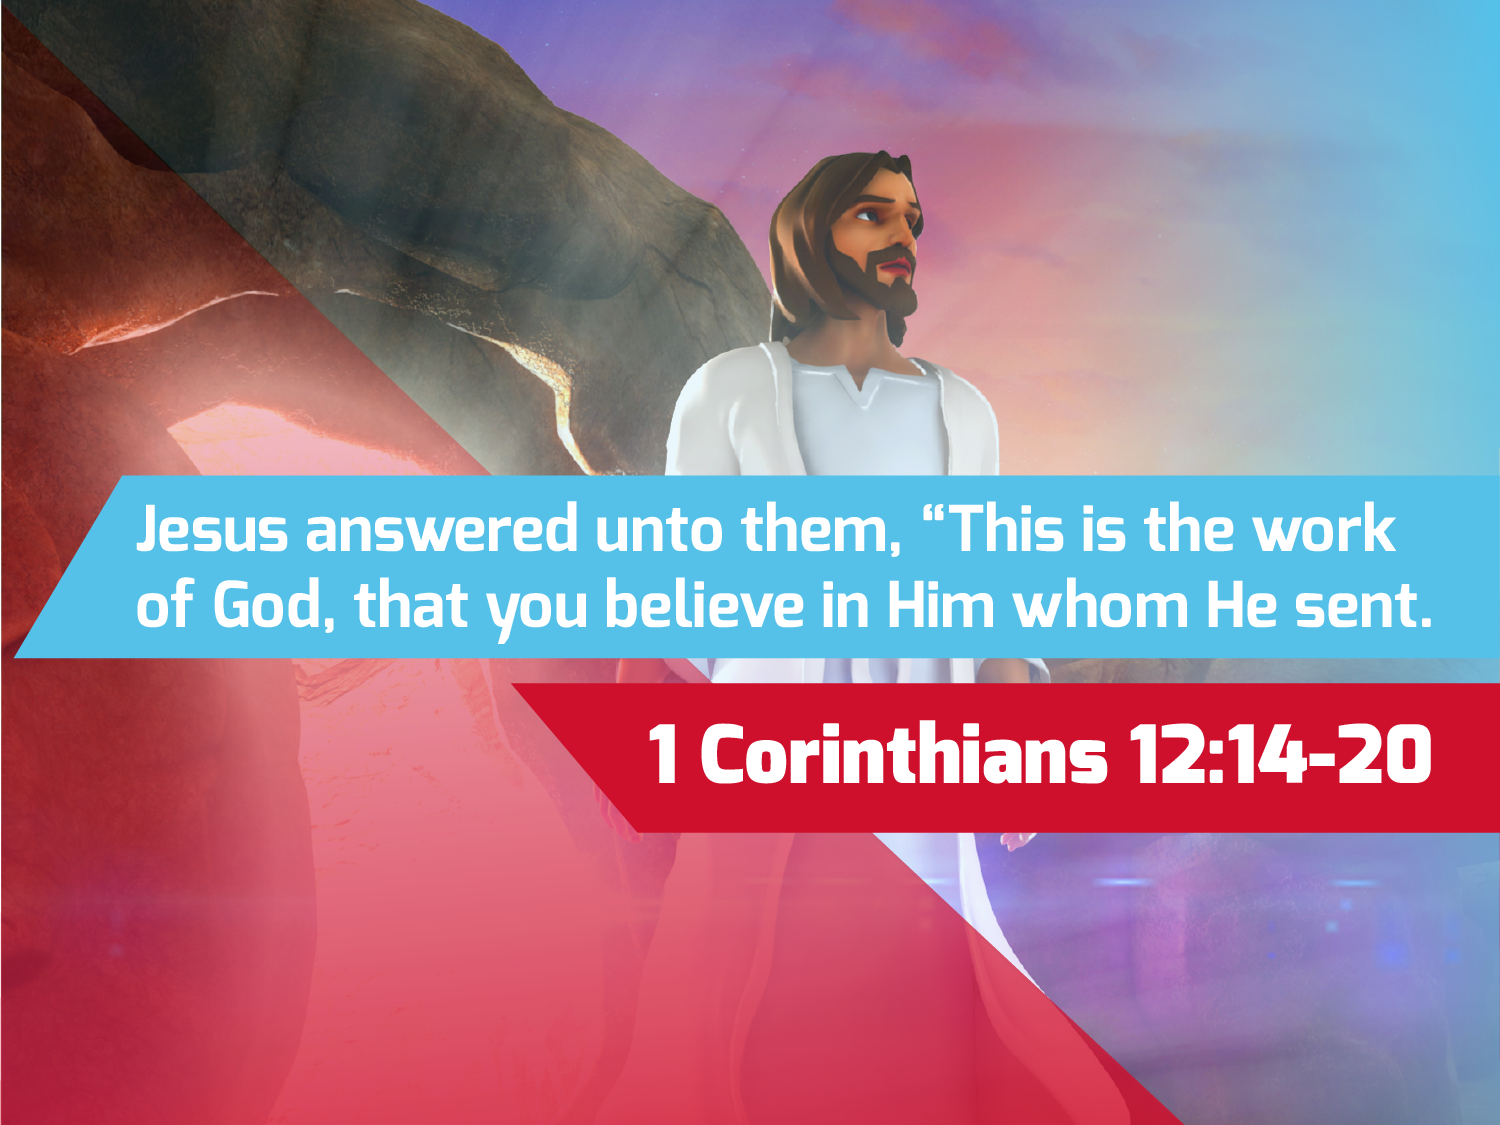 Jesus answered unto them, “This is the work
of God, that you believe in Him whom He sent.
1 Corinthians 12:14-20